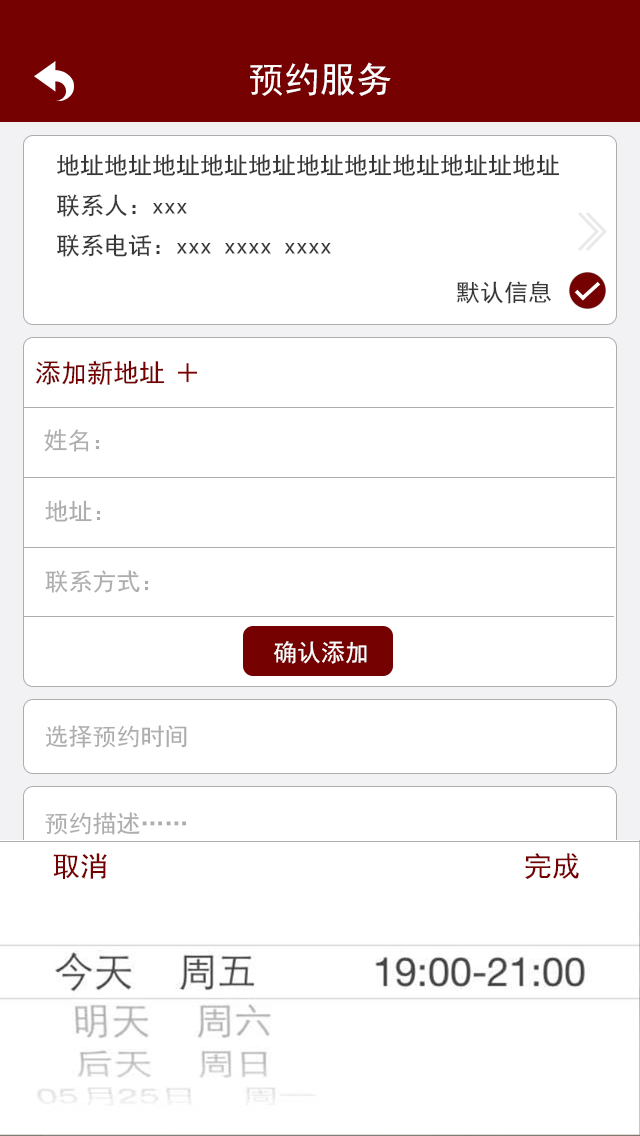 预约服务
地址地址地址地址地址地址地址地址地址址地址
联系人：xxx
联系电话：xxx xxxx xxxx
默认信息
添加新地址 +
姓名：
地址：
联系方式：
确认添加
选择预约时间
预约描述……
取消 完成
今天 周五 19:00-21:00
明天 周六
后天 周日
05月25日 周一